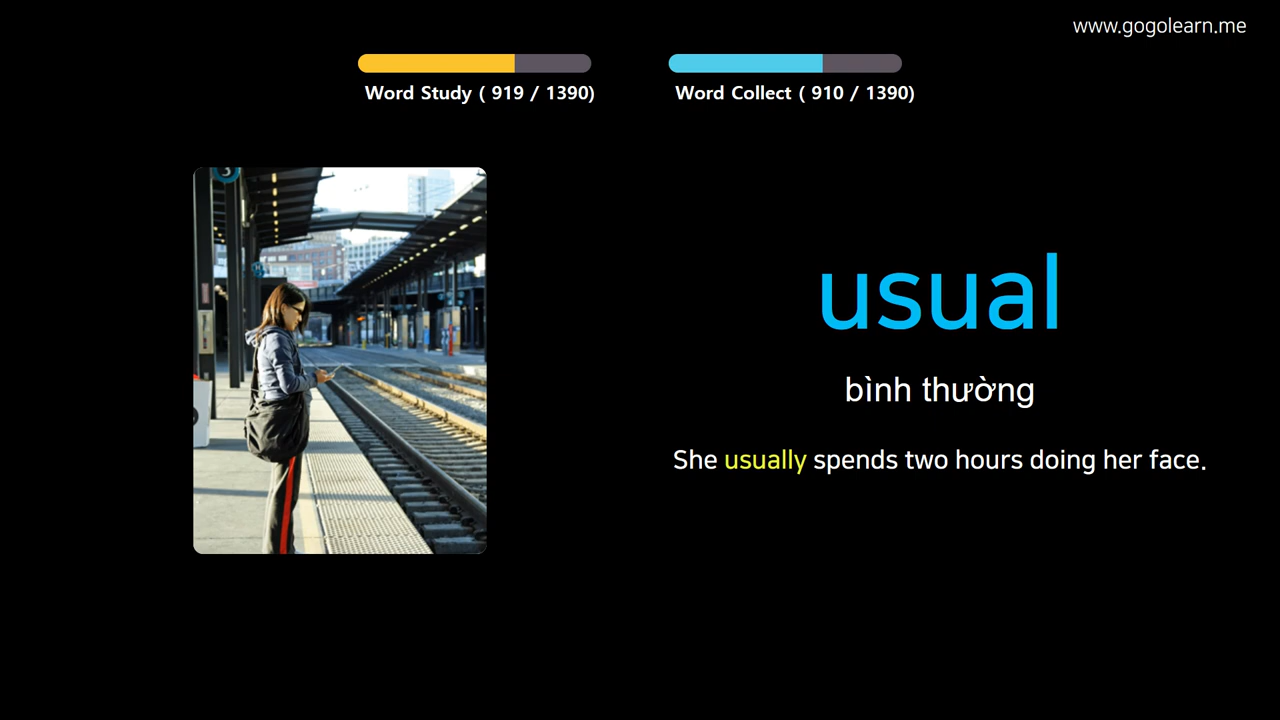 www.gogolearn.me
Word Study ( 919 / 1390)
Word Collect ( 910 / 1390)
3
usual
bình thường
She usually spends two hours doing her face.